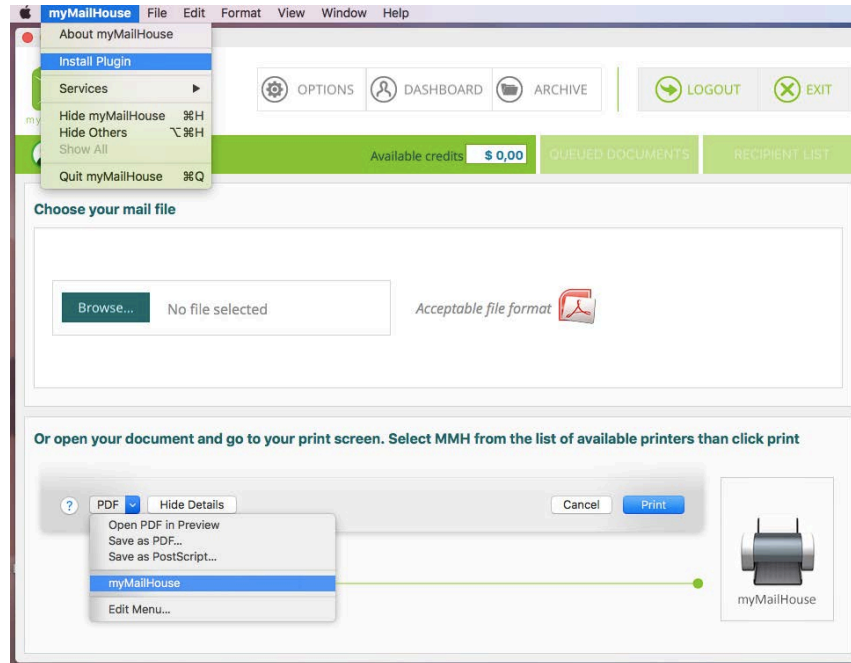 myMailHouse File Edit Format View Window Help
About myMailHouse
Install Plugin
Services
Hide myMailHouse ⌘H
Hide Others ⌥⌘H
Show All
Quit myMailHouse ⌘Q
my
OPTIONS DASHBOARD ARCHIVE LOGOUT EXIT
Available credits $ 0,00 QUEUED DOCUMENTS RECIPIENT LIST
Choose your mail file
Browse... No file selected Acceptable file format
Or open your document and go to your print screen. Select MMH from the list of available printers than click print
? PDF Hide Details Cancel Print
Open PDF in Preview
Save as PDF...
Save as PostScript...
myMailHouse
Edit Menu...
myMailHouse